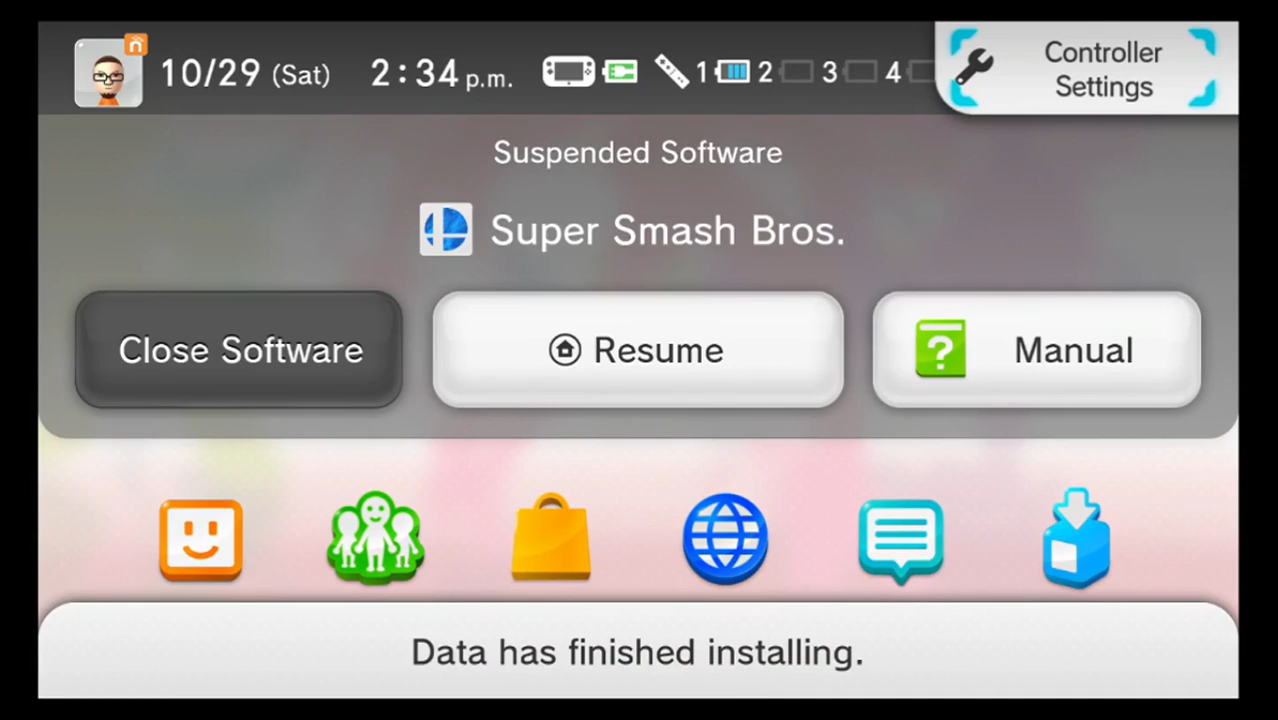 10/29 (Sat) 2:34 p.m. 1 2 3 4
Controller
Settings
Suspended Software
Super Smash Bros.
Close Software
Resume
? Manual
Data has finished installing.